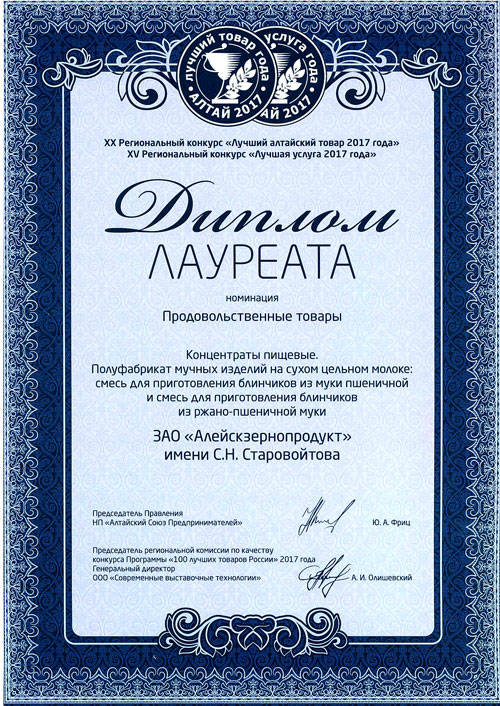 лучший товар года
АЛТАЙ 2017
услуга года
АЙ 2017
XX Региональный конкурс «Лучший алтайский товар 2017 года»
XV Региональный конкурс «Лучшая услуга 2017 года»
Диплом
ЛАУРЕАТА
номинация
Продовольственные товары
Концентраты пищевые.
Полуфабрикат мучных изделий на сухом цельном молоке:
смесь для приготовления блинчиков из муки пшеничной
и смесь для приготовления блинчиков
из ржано-пшеничной муки
ЗАО «Алейскзернопродукт»
имени С.Н. Старовойтова
Председатель Правления
НП «Алтайский Союз Предпринимателей»
Ю. А. Фриц
Председатель региональной комиссии по качеству
конкурса Программы «100 лучших товаров России» 2017 года
Генеральный директор
ООО «Современные выставочные технологии»
А. И. Олишевский